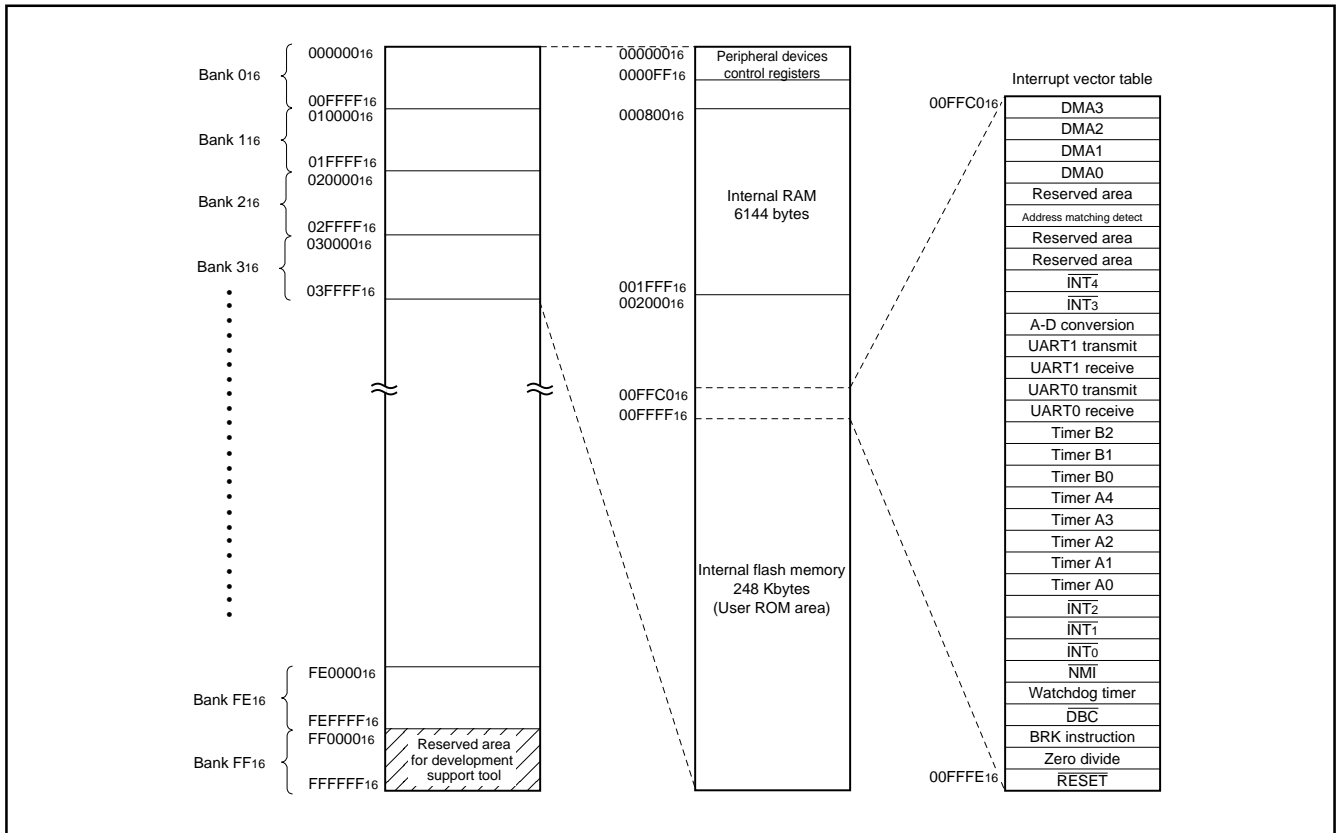 Bank 016
00000016
00FFFF16
Bank 116
01000016
01FFFF16
Bank 216
02000016
02FFFF16
Bank 316
03000016
03FFFF16
Bank FE16
FE000016
FEFFFF16
Bank FF16
FF000016
FFFFFF16
Reserved area
for development
support tool
00000016
0000FF16
Peripheral devices
control registers
00080016
Internal RAM
6144 bytes
001FFF16
00200016
00FFC016
00FFFF16
Internal flash memory
248 Kbytes
(User ROM area)
Interrupt vector table
00FFC016
DMA3
DMA2
DMA1
DMA0
Reserved area
Address matching detect
Reserved area
Reserved area
INT4
INT3
A-D conversion
UART1 transmit
UART1 receive
UART0 transmit
UART0 receive
Timer B2
Timer B1
Timer B0
Timer A4
Timer A3
Timer A2
Timer A1
Timer A0
INT2
INT1
INT0
NMI
Watchdog timer
DBC
BRK instruction
Zero divide
00FFFE16
RESET